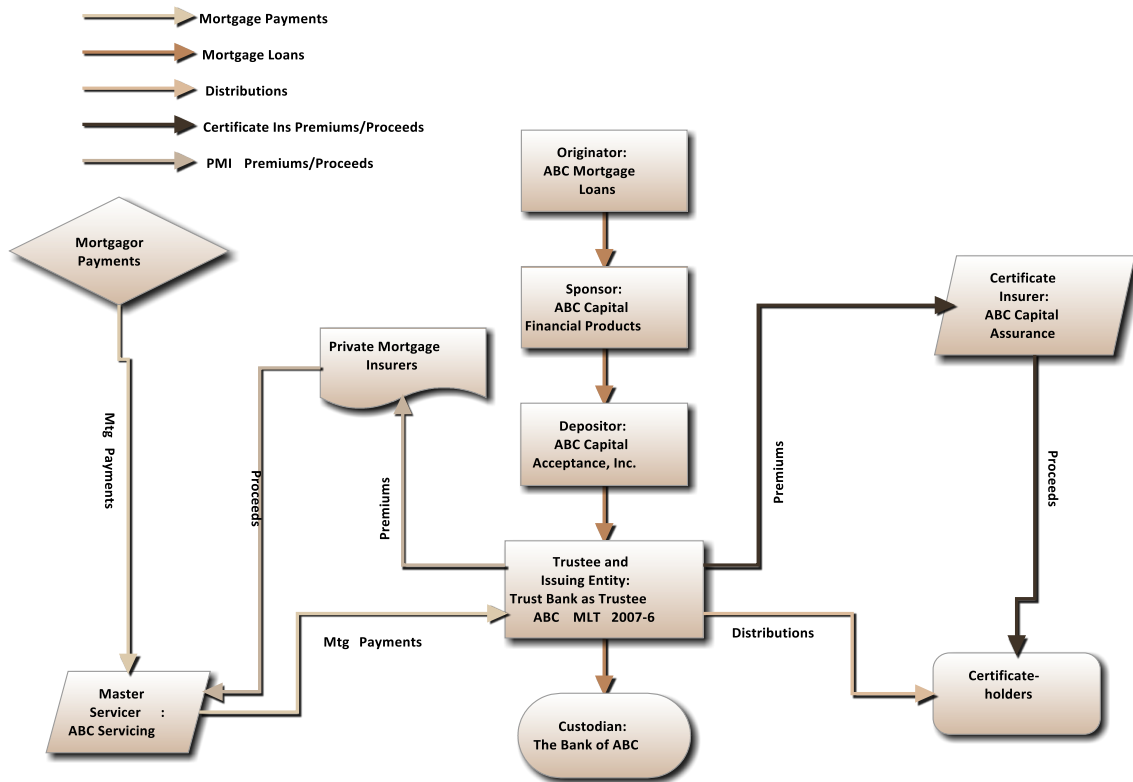 Mortgage Payments
Mortgage Loans
Distributions
Certificate Ins Premiums/Proceeds
PMI Premiums/Proceeds
Originator:
ABC Mortgage
Loans
Mortgagor
Payments
Sponsor:
ABC Capital
Financial Products
Certificate
Insurer:
ABC Capital
Assurance
Private Mortgage
Insurers
Depositor:
ABC Capital
Acceptance, Inc.
Mtg Payments
Proceeds
Premiums
Premiums
Proceeds
Trustee and
Issuing Entity:
Trust Bank as Trustee
ABC MLT 2007-6
Mtg Payments
Distributions
Master
Servicer :
ABC Servicing
Custodian:
The Bank of ABC
Certificate-
holders